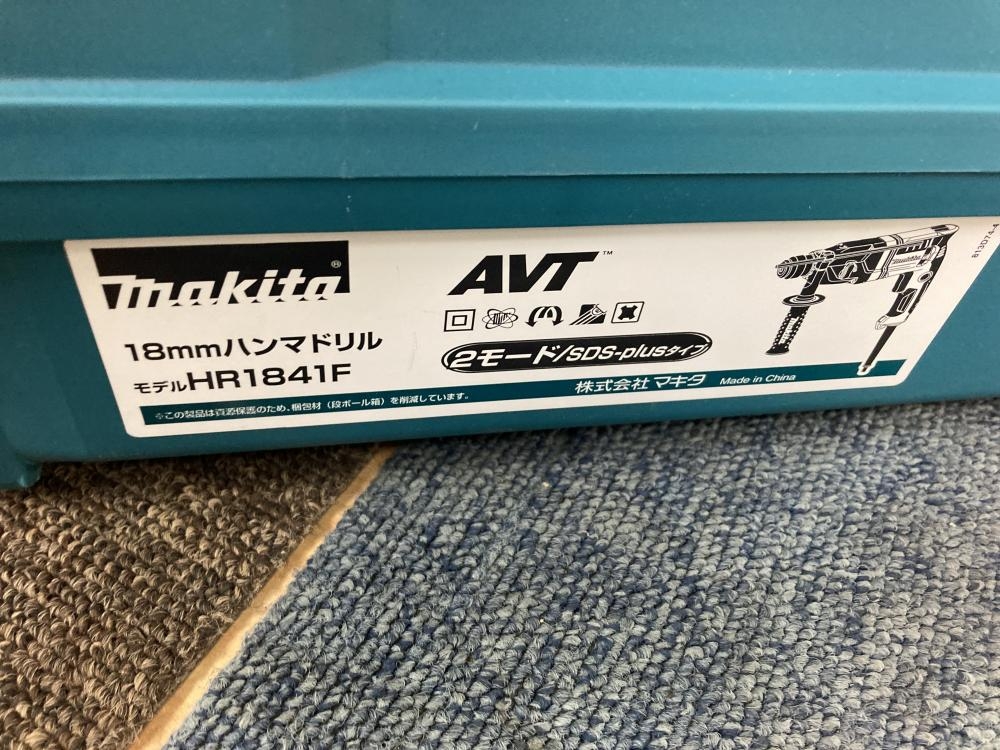 makita®
18mmハンマドリル
モデルHR1841F
※この製品は資源保護のため、梱包材（段ボール箱）を削減しています。
AVT™
2モード/SDS-plusタイプ
株式会社 マキタ Made in China
813D74-4
makita